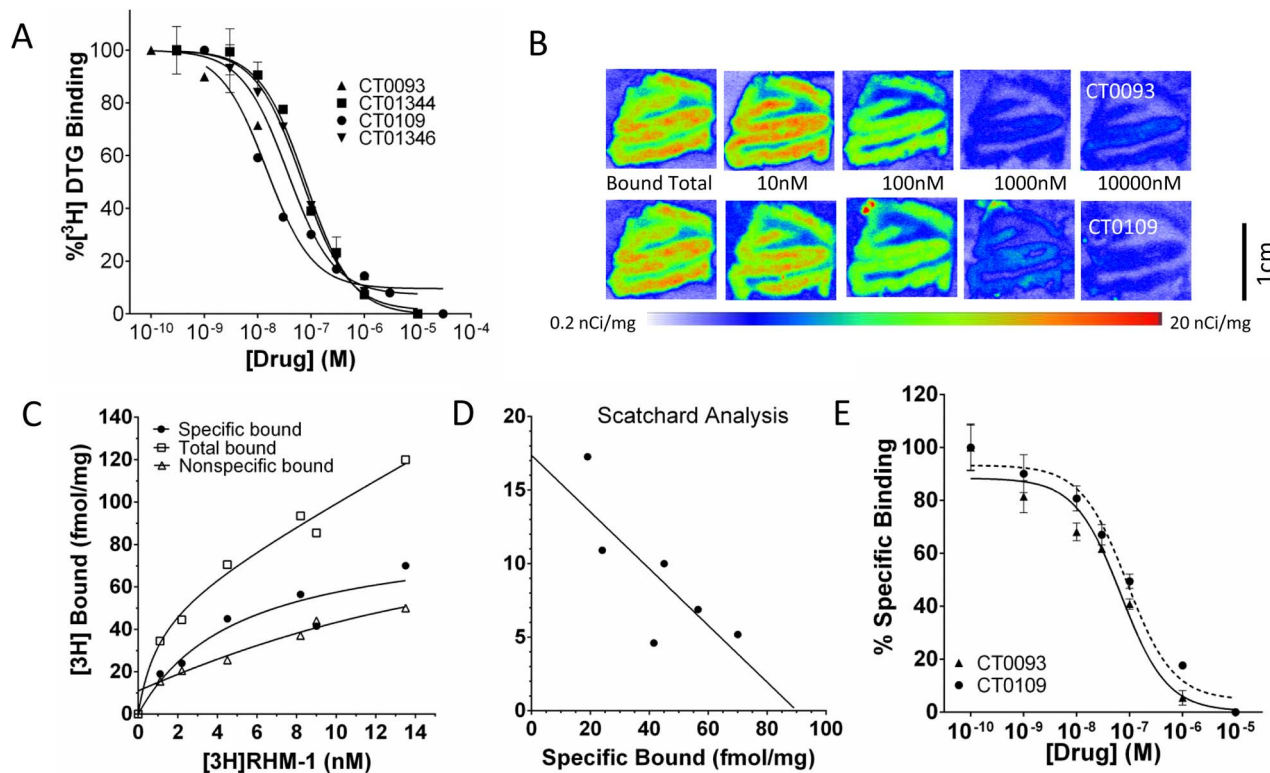 A
%[³H] DTG Binding
120
100
80
60
40
20
0
10⁻¹⁰ 10⁻⁹ 10⁻⁸ 10⁻⁷ 10⁻⁶ 10⁻⁵ 10⁻⁴
[Drug] (M)
CT0093
CT01344
CT0109
CT01346
B
CT0093
Bound Total 10nM 100nM 1000nM 10000nM
CT0109
1cm
0.2 nCi/mg 20 nCi/mg
C
[3H] Bound (fmol/mg)
140
120
100
80
60
40
20
0
0 2 4 6 8 10 12 14
[3H]RHM-1 (nM)
Specific bound
Total bound
Nonspecific bound
D
Scatchard Analysis
20
15
10
5
0
0 20 40 60 80 100
Specific Bound (fmol/mg)
E
% Specific Binding
120
100
80
60
40
20
0
10⁻¹⁰ 10⁻⁹ 10⁻⁸ 10⁻⁷ 10⁻⁶ 10⁻⁵
[Drug] (M)
CT0093
CT0109